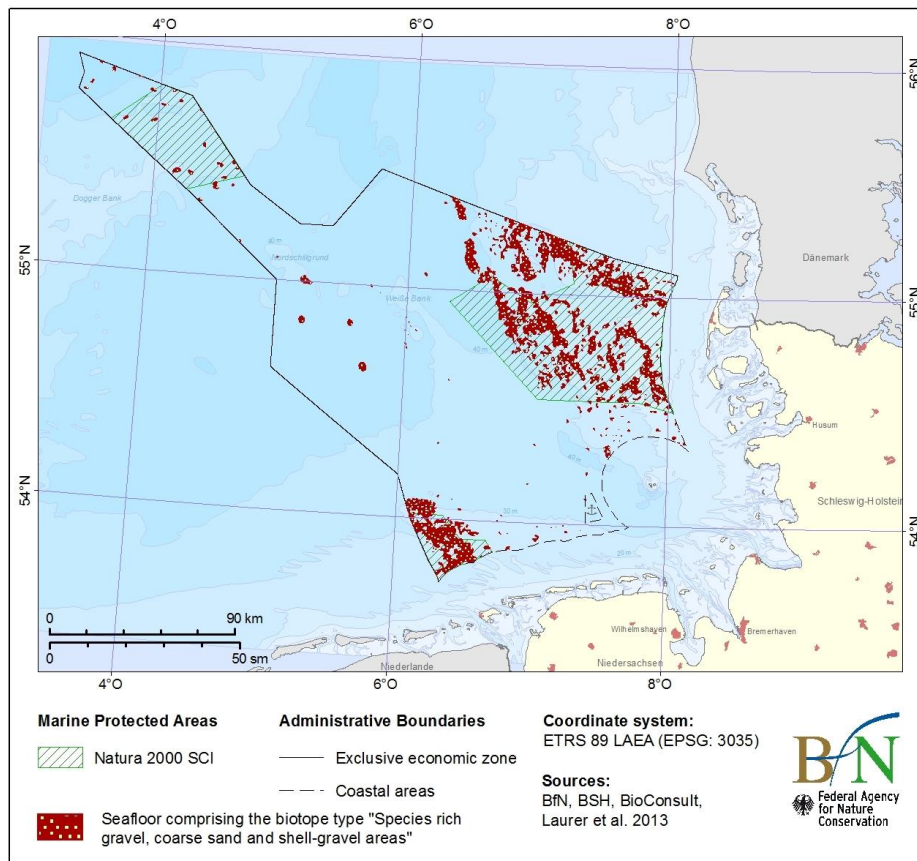 4°O 6°O 8°O
56°N
Dogger Bank
Dänemark
55°N
Nordschillgrund
55°N
Weiße Bank
40 m
Husum
54°N
40 m
Schleswig-Holstein
30 m
54°N
20 m
0 90 km
0 50 sm
Wilhelmshaven
Bremerhaven
Niederlande
Niedersachsen
4°O 6°O 8°O
Marine Protected Areas
Natura 2000 SCI
Administrative Boundaries
Exclusive economic zone
Coastal areas
Seafloor comprising the biotope type "Species rich
gravel, coarse sand and shell-gravel areas"
Coordinate system:
ETRS 89 LAEA (EPSG: 3035)
Sources:
BfN, BSH, BioConsult,
Laurer et al. 2013
BfN
Federal Agency
for Nature
Conservation